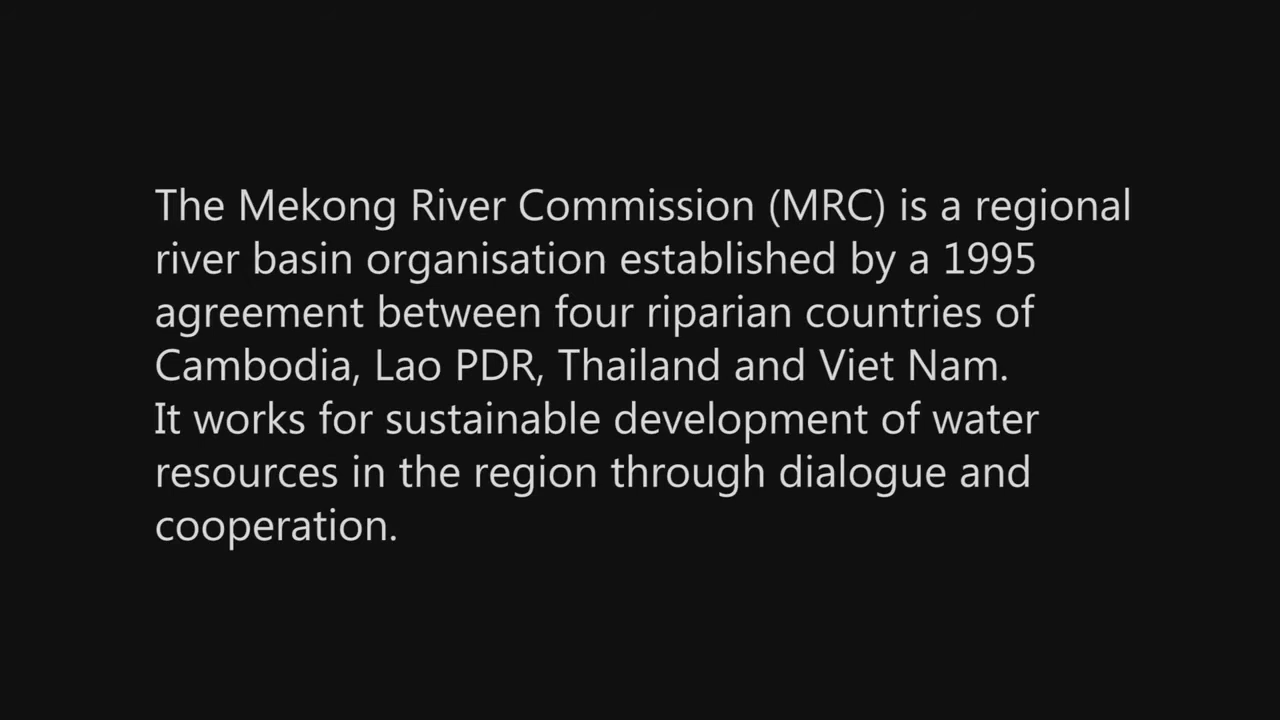 The Mekong River Commission (MRC) is a regional
river basin organisation established by a 1995
agreement between four riparian countries of
Cambodia, Lao PDR, Thailand and Viet Nam.
It works for sustainable development of water
resources in the region through dialogue and
cooperation.